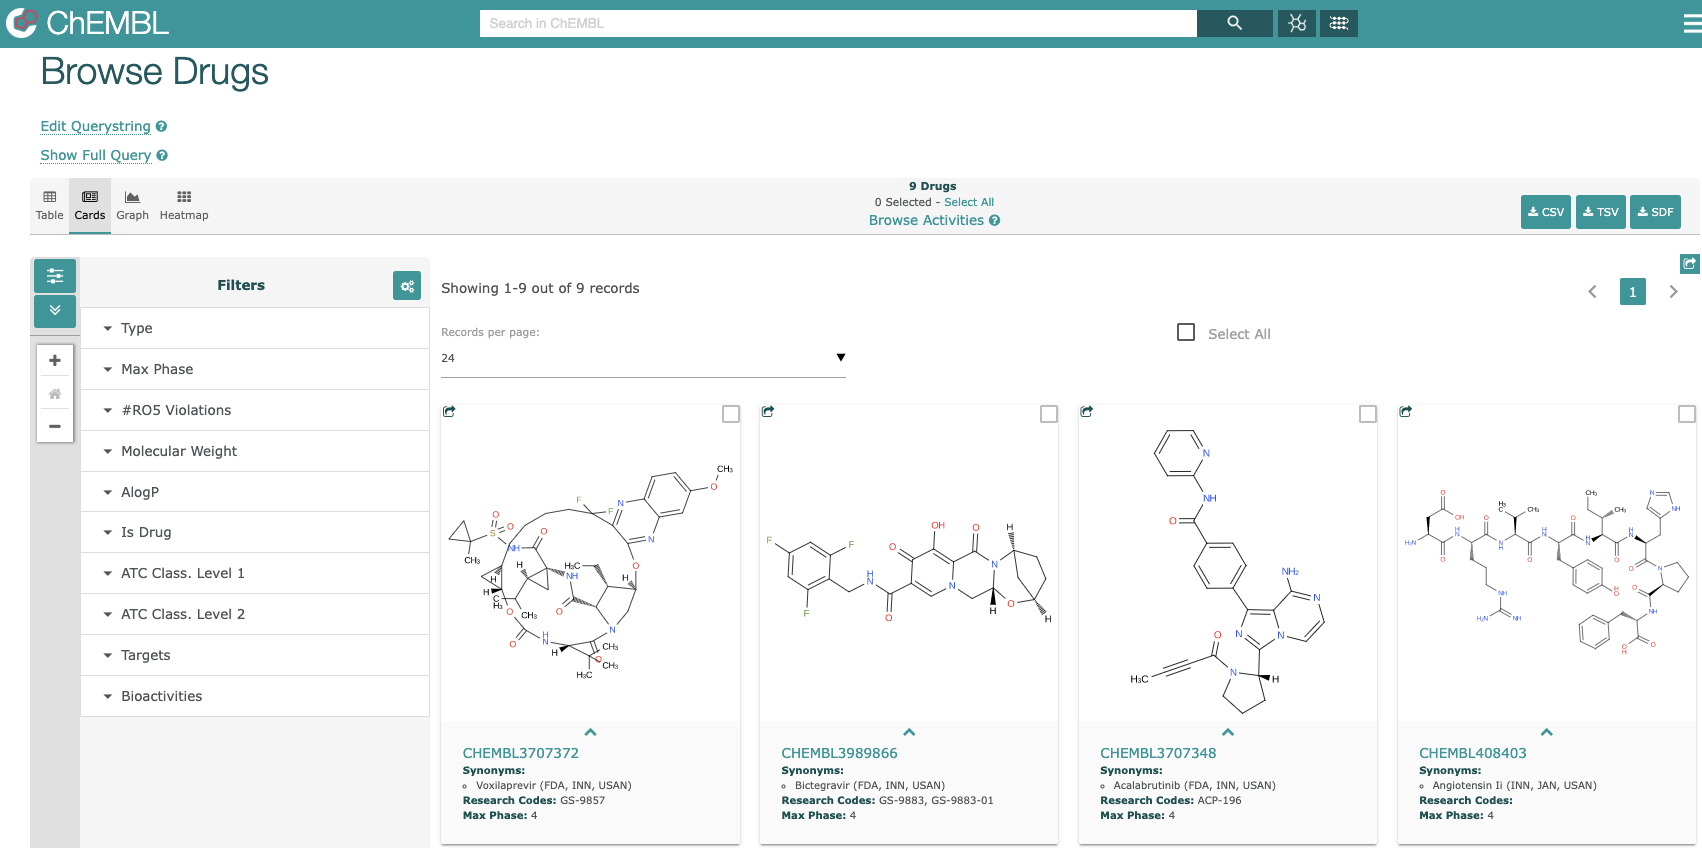 ChEMBL
Search in ChEMBL
Browse Drugs
Edit Querystring
Show Full Query
Table Cards Graph Heatmap
9 Drugs
0 Selected - Select All
Browse Activities
CSV TSV SDF
Filters
Type
Max Phase
#RO5 Violations
Molecular Weight
AlogP
Is Drug
ATC Class. Level 1
ATC Class. Level 2
Targets
Bioactivities
Showing 1-9 out of 9 records
1
Records per page:
24
Select All
CHEMBL3707372
Synonyms:
Voxilaprevir (FDA, INN, USAN)
Research Codes: GS-9857
Max Phase: 4
CHEMBL3989866
Synonyms:
Bictegravir (FDA, INN, USAN)
Research Codes: GS-9883, GS-9883-01
Max Phase: 4
CHEMBL3707348
Synonyms:
Acalabrutinib (FDA, INN, USAN)
Research Codes: ACP-196
Max Phase: 4
CHEMBL408403
Synonyms:
Angiotensin Ii (INN, JAN, USAN)
Research Codes:
Max Phase: 4